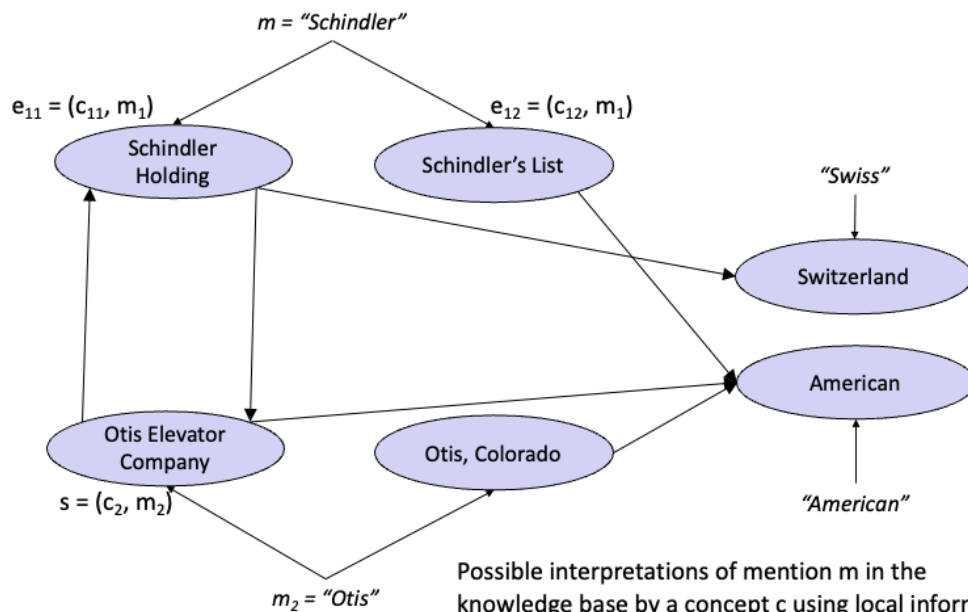 m = “Schindler”
e11 = (c11, m1)
e12 = (c12, m1)
Schindler
Holding
Schindler’s List
“Swiss”
Switzerland
American
Otis Elevator
Company
Otis, Colorado
s = (c2, m2)
“American”
m2 = “Otis”
Possible interpretations of mention m in the
knowledge base by a concept c using local inform